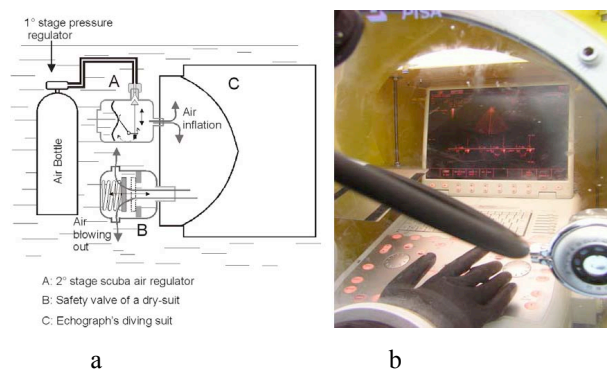 1° stage pressure
regulator
A
C
Air
inflation
Air Bottle
Air
blowing
out
B
A: 2° stage scuba air regulator
B: Safety valve of a dry-suit
C: Echograph's diving suit
PISA
a
b